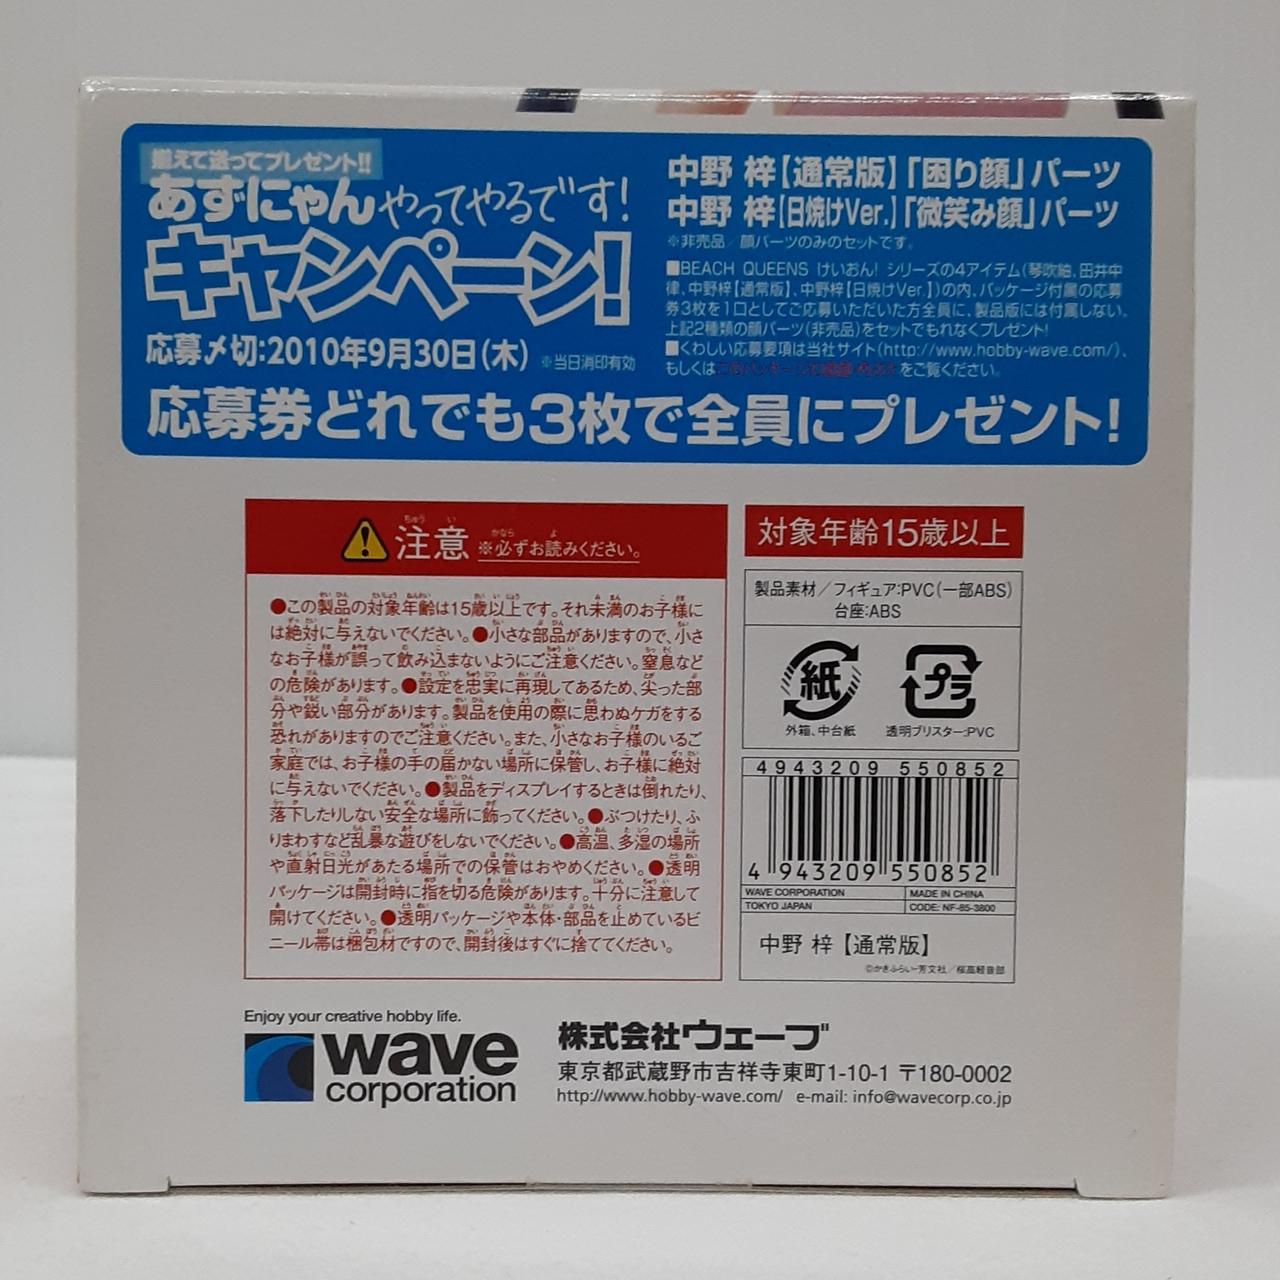 揃えて送ってプレゼント!!
あずにゃんやってやるです!
キャンペーン!
応募〆切:2010年9月30日(木) ※当日消印有効
中野 梓【通常版】「困り顔」パーツ
中野 梓【日焼けVer.】「微笑み顔」パーツ
※非売品/顔パーツのみのセットです。
■BEACH QUEENS けいおん! シリーズの4アイテム(琴吹紬、田井中
律、中野梓【通常版】、中野梓【日焼けVer.】)の内、パッケージ付属の応募
券3枚を1口としてご応募いただいた方全員に、製品版には付属しない、
上記2種類の顔パーツ(非売品)をセットでもれなくプレゼント!
■くわしい応募要項は当社サイト(http://www.hobby-wave.com/)、
もしくは をご覧ください。
応募券どれでも3枚で全員にプレゼント!
注意 ※必ずお読みください。
●この製品の対象年齢は15歳以上です。それ未満のお子様に
は絶対に与えないでください。●小さな部品がありますので、小さ
なお子様が誤って飲み込まないようにご注意ください。窒息など
の危険があります。●設定を忠実に再現してあるため、尖った部
分や鋭い部分があります。製品を使用の際に思わぬケガをする
恐れがありますのでご注意ください。また、小さなお子様のいるご
家庭では、お子様の手の届かない場所に保管し、お子様に絶対
に与えないでください。●製品をディスプレイするときは倒れたり、
落下したりしない安全な場所に飾ってください。●ぶつけたり、ふ
りまわすなど乱暴な遊びをしないでください。●高温、多湿の場所
や直射日光があたる場所での保管はおやめください。●透明
パッケージは開封時に指を切る危険があります。十分に注意して
開けてください。●透明パッケージや本体・部品を止めているビ
ニール帯は梱包材ですので、開封後はすぐに捨ててください。
対象年齢15歳以上
製品素材/フィギュア:PVC(一部ABS)
台座:ABS
紙
プラ
外箱、中台紙 透明ブリスター:PVC
4943209 550852
4 943209 550852
WAVE CORPORATION MADE IN CHINA
TOKYO JAPAN CODE: NF-85-3800
中野 梓【通常版】
©かきふらい・芳文社/桜高軽音部
Enjoy your creative hobby life.
wave
corporation
株式会社ウェーブ
東京都武蔵野市吉祥寺東町1-10-1 〒180-0002
http://www.hobby-wave.com/ e-mail: info@wavecorp.co.jp